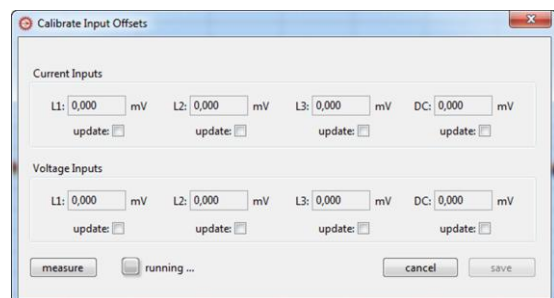 Calibrate Input Offsets
Current Inputs
L1: 0,000 mV L2: 0,000 mV L3: 0,000 mV DC: 0,000 mV
update: update: update: update:
Voltage Inputs
L1: 0,000 mV L2: 0,000 mV L3: 0,000 mV DC: 0,000 mV
update: update: update: update:
measure running ... cancel save